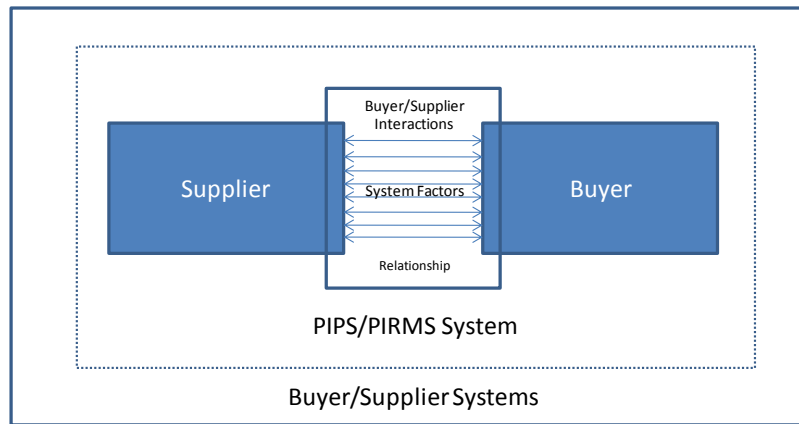 Buyer/Supplier
Interactions
Supplier
System Factors
Buyer
Relationship
PIPS/PIRMS System
Buyer/Supplier Systems